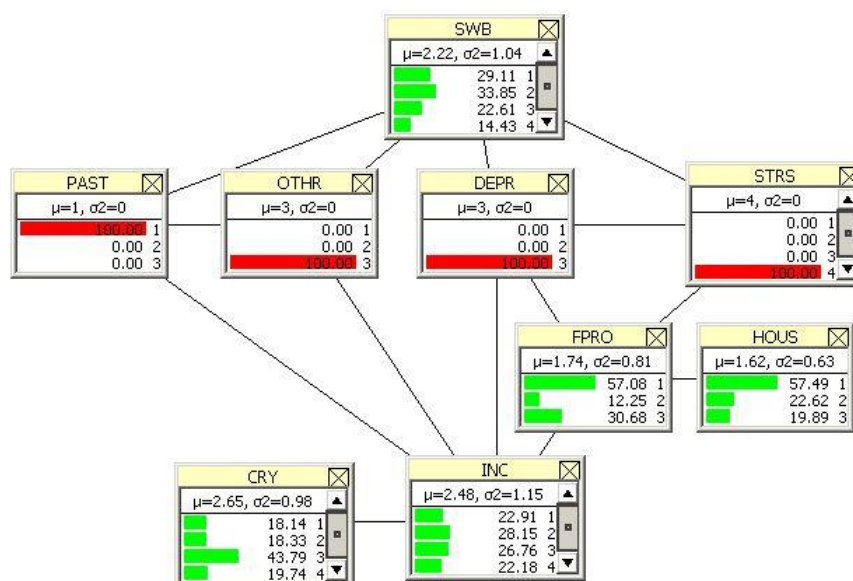 SWB
μ=2.22, σ2=1.04
29.11 1
33.85 2
22.61 3
14.43 4
PAST
μ=1, σ2=0
100.00 1
0.00 2
0.00 3
OTHR
μ=3, σ2=0
0.00 1
0.00 2
100.00 3
DEPR
μ=3, σ2=0
0.00 1
0.00 2
100.00 3
STRS
μ=4, σ2=0
0.00 1
0.00 2
0.00 3
100.00 4
FPRO
μ=1.74, σ2=0.81
57.08 1
12.25 2
30.68 3
HOUS
μ=1.62, σ2=0.63
57.49 1
22.62 2
19.89 3
CRY
μ=2.65, σ2=0.98
18.14 1
18.33 2
43.79 3
19.74 4
INC
μ=2.48, σ2=1.15
22.91 1
28.15 2
26.76 3
22.18 4